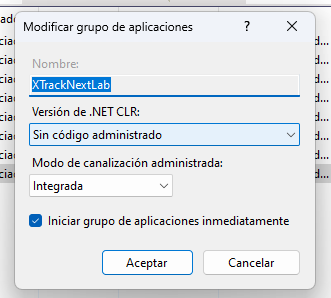 Modificar grupo de aplicaciones
Nombre:
XTrackNextLab
Versión de .NET CLR:
Sin código administrado
Modo de canalización administrada:
Integrada
Iniciar grupo de aplicaciones inmediatamente
Aceptar
Cancelar